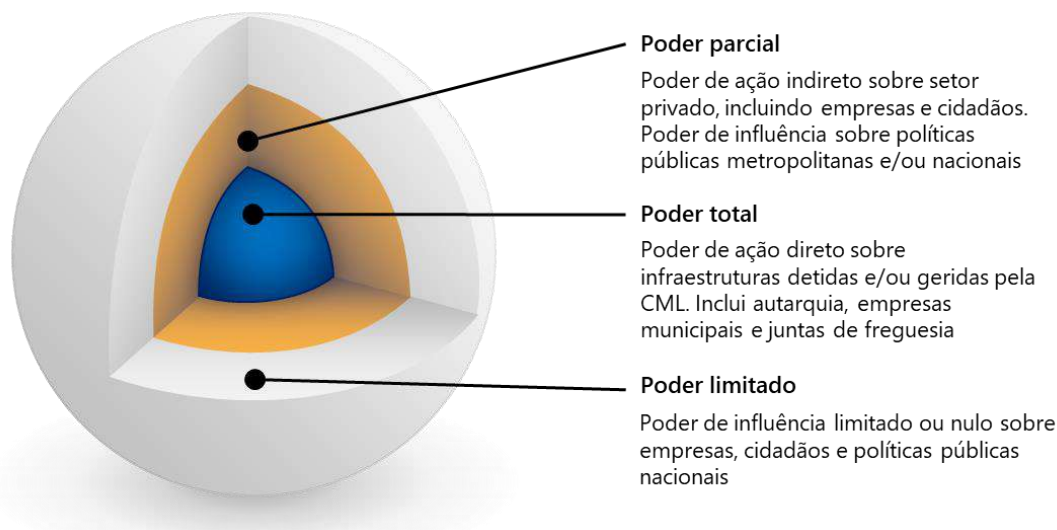 Poder parcial
Poder de ação indireto sobre setor
privado, incluindo empresas e cidadãos.
Poder de influência sobre políticas
públicas metropolitanas e/ou nacionais
Poder total
Poder de ação direto sobre
infraestruturas detidas e/ou geridas pela
CML. Inclui autarquia, empresas
municipais e juntas de freguesia
Poder limitado
Poder de influência limitado ou nulo sobre
empresas, cidadãos e políticas públicas
nacionais